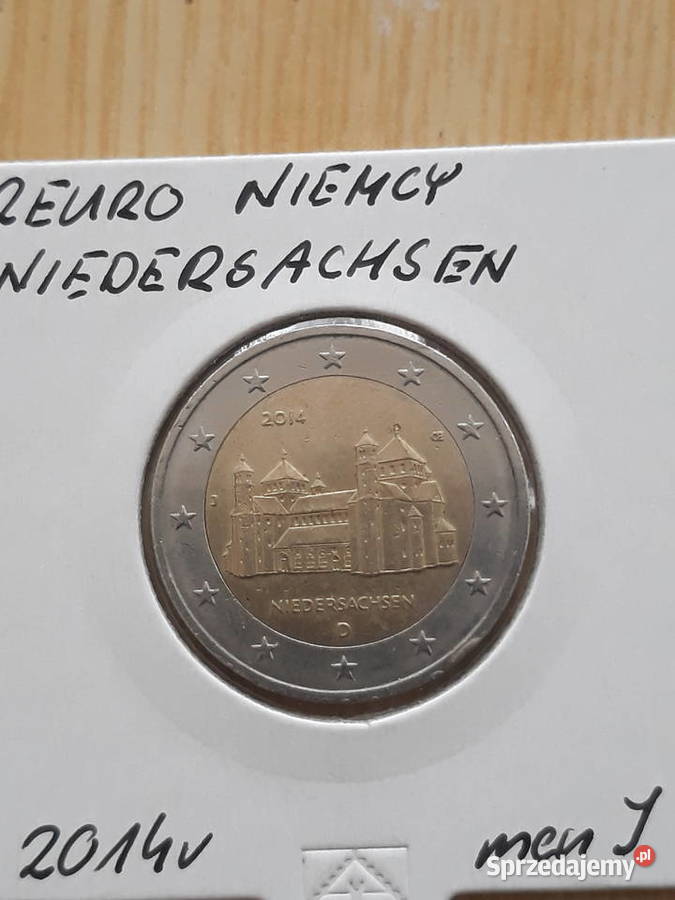 2EURO NIEMCY
NIEDERSACHSEN
2014
NIEDERSACHSEN
D
2014r
men J
Sprzedajemy.pl